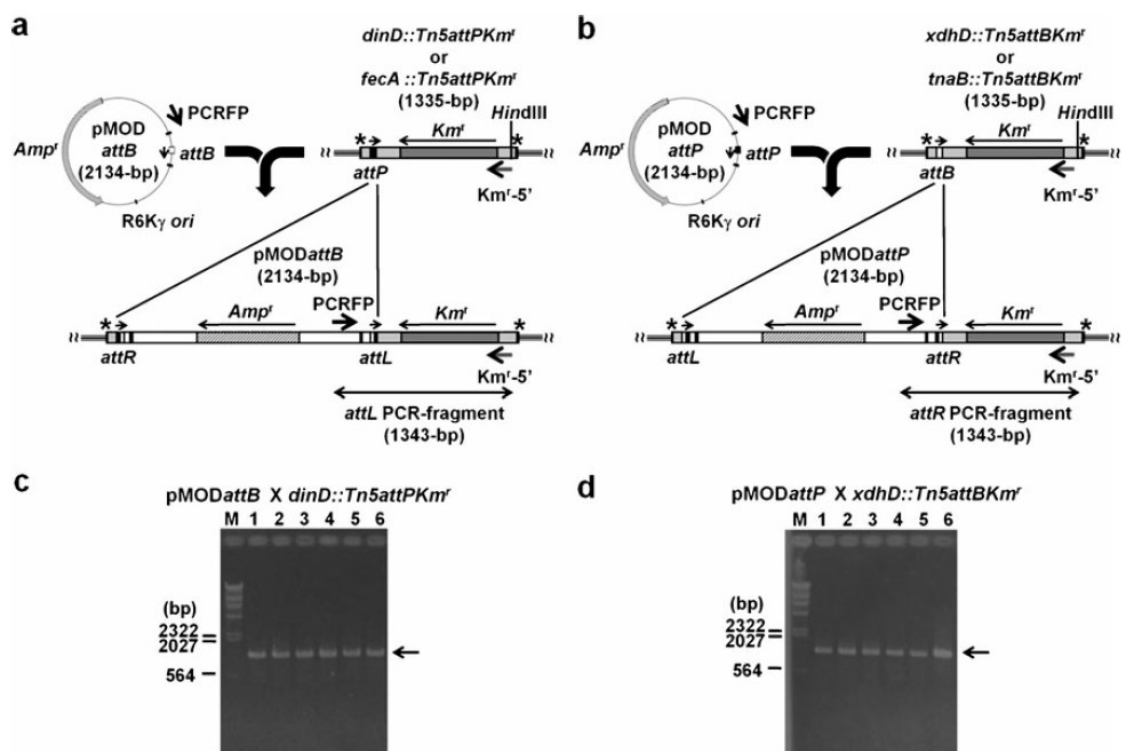 a
dinD::Tn5attPKmʳ
or
fecA::Tn5attPKmʳ
(1335-bp)
PCRFP
HindIII
pMOD
attB
(2134-bp)
Ampʳ
attB
R6Kγ ori
*
Kmʳ
*
attP
Kmʳ-5'
pMODattB
(2134-bp)
PCRFP
*
Ampʳ
Kmʳ
*
attR
attL
Kmʳ-5'
attL PCR-fragment
(1343-bp)
b
xdhD::Tn5attBKmʳ
or
tnaB::Tn5attBKmʳ
(1335-bp)
PCRFP
HindIII
pMOD
attP
(2134-bp)
Ampʳ
attP
R6Kγ ori
*
Kmʳ
*
attB
Kmʳ-5'
pMODattP
(2134-bp)
PCRFP
*
Ampʳ
Kmʳ
*
attL
attR
Kmʳ-5'
attR PCR-fragment
(1343-bp)
c
pMODattB X dinD::Tn5attPKmʳ
M 1 2 3 4 5 6
(bp)
2322
2027
564
d
pMODattP X xdhD::Tn5attBKmʳ
M 1 2 3 4 5 6
(bp)
2322
2027
564